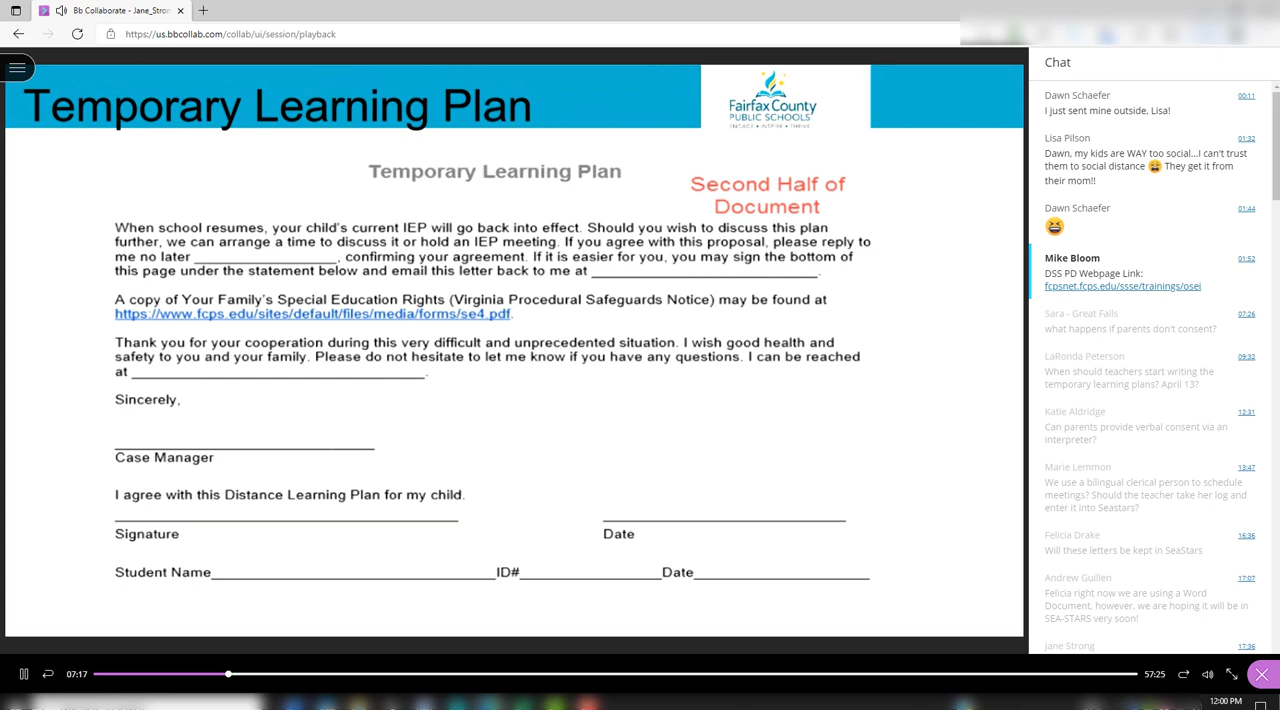 Bb Collaborate - Jane_Stron
https://us.bbcollab.com/collab/ui/session/playback
Temporary Learning Plan
Fairfax County
PUBLIC SCHOOLS
ENGAGE • INSPIRE • THRIVE
Temporary Learning Plan
Second Half of
Document
When school resumes, your child's current IEP will go back into effect. Should you wish to discuss this plan
further, we can arrange a time to discuss it or hold an IEP meeting. If you agree with this proposal, please reply to
me no later ____________________, confirming your agreement. If it is easier for you, you may sign the bottom of
this page under the statement below and email this letter back to me at ________________________________.
A copy of Your Family's Special Education Rights (Virginia Procedural Safeguards Notice) may be found at
https://www.fcps.edu/sites/default/files/media/forms/se4.pdf.
Thank you for your cooperation during this very difficult and unprecedented situation. I wish good health and
safety to you and your family. Please do not hesitate to let me know if you have any questions. I can be reached
at __________________________________________.
Sincerely,
Case Manager
I agree with this Distance Learning Plan for my child.
Signature Date
Student Name________________________________________ID#____________________Date_________________________
07:17
57:25
Chat
Dawn Schaefer 00:11
I just sent mine outside, Lisa!
Lisa Pilson 01:32
Dawn, my kids are WAY too social...I can't trust
them to social distance 😆 They get it from
their mom!!
Dawn Schaefer 01:44
😆
Mike Bloom 01:52
DSS PD Webpage Link:
fcpsnet.fcps.edu/ssse/trainings/osei
Sara - Great Falls 07:26
what happens if parents don't consent?
LaRonda Peterson 09:32
When should teachers start writing the
temporary learning plans? April 13?
Katie Aldridge 12:31
Can parents provide verbal consent via an
interpreter?
Marie Lemmon 13:47
We use a bilingual clerical person to schedule
meetings? Should the teacher take her log and
enter it into Seastars?
Felicia Drake 16:36
Will these letters be kept in SeaStars
Andrew Guillen 17:07
Felicia right now we are using a Word
Document, however, we are hoping it will be in
SEA-STARS very soon!
Jane Strong 17:36
12:00 PM